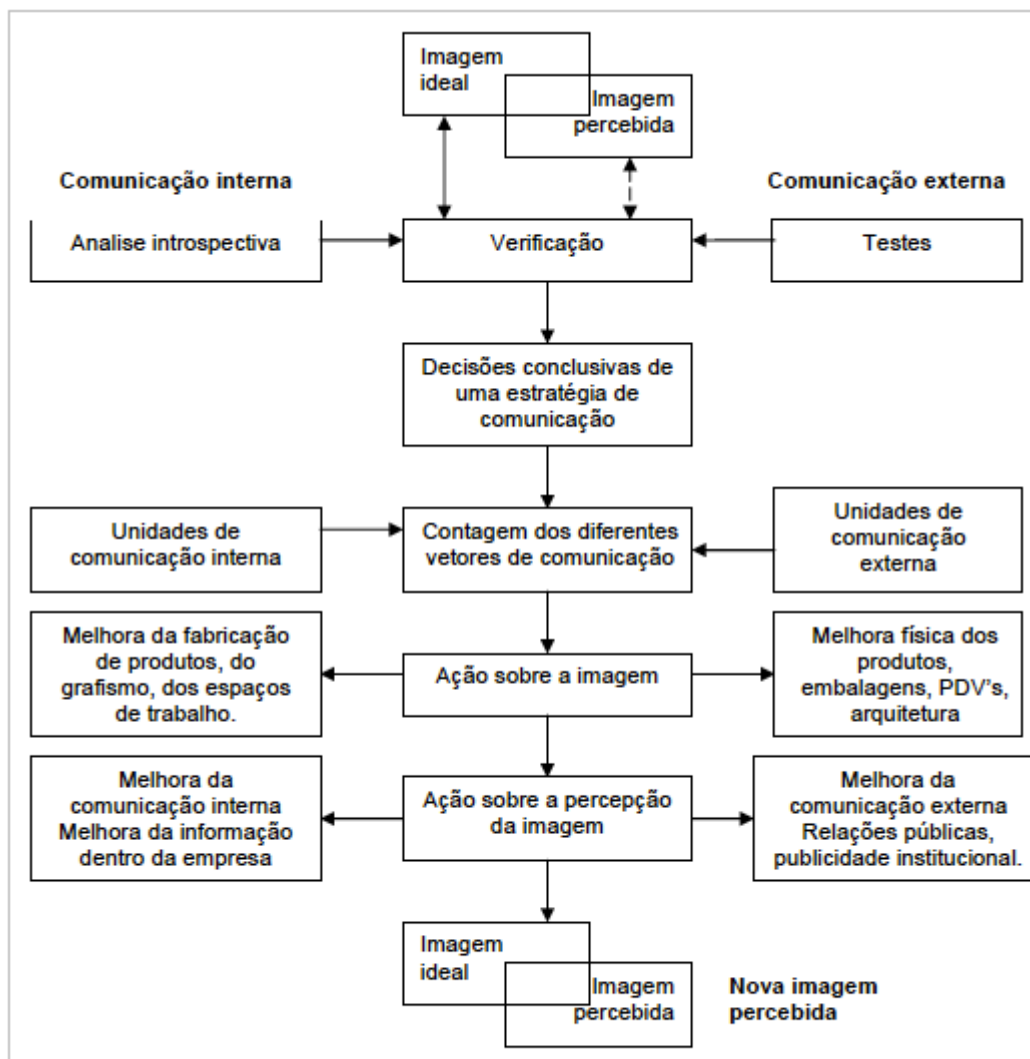 Imagem
ideal
Imagem
percebida
Comunicação interna
Comunicação externa
Analise introspectiva
Verificação
Testes
Decisões conclusivas de
uma estratégia de
comunicação
Unidades de
comunicação interna
Contagem dos diferentes
vetores de comunicação
Unidades de
comunicação
externa
Melhora da fabricação
de produtos, do
grafismo, dos espaços
de trabalho.
Ação sobre a imagem
Melhora física dos
produtos,
embalagens, PDV's,
arquitetura
Melhora da
comunicação interna
Melhora da informação
dentro da empresa
Ação sobre a percepção
da imagem
Melhora da
comunicação externa
Relações públicas,
publicidade institucional.
Imagem
ideal
Imagem
percebida
Nova imagem
percebida